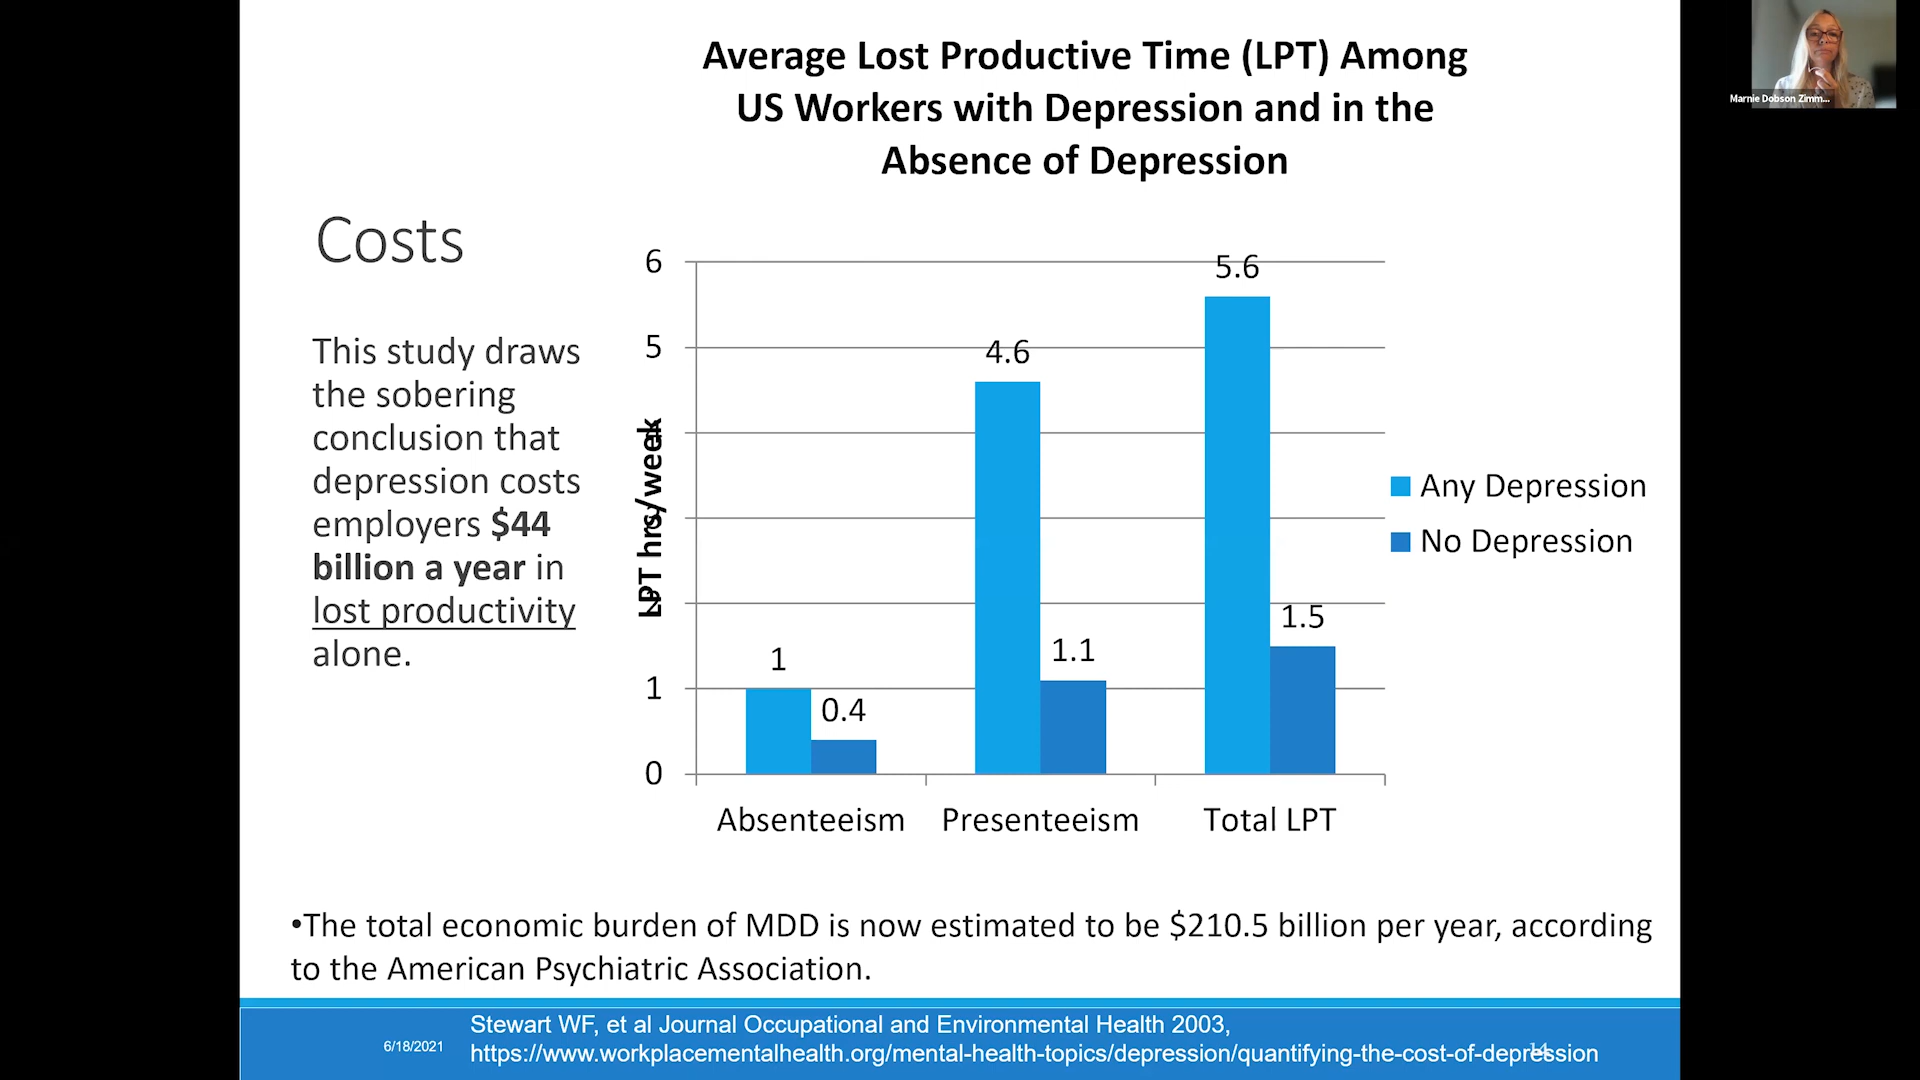 Average Lost Productive Time (LPT) Among
US Workers with Depression and in the
Absence of Depression
Marnie Dobson Zimm...
Costs
This study draws
the sobering
conclusion that
depression costs
employers $44
billion a year in
lost productivity
alone.
LPT hrs/week
6
5
1
0
5.6
4.6
1.5
1.1
1
0.4
Any Depression
No Depression
Absenteeism Presenteeism Total LPT
•The total economic burden of MDD is now estimated to be $210.5 billion per year, according
to the American Psychiatric Association.
6/18/2021
Stewart WF, et al Journal Occupational and Environmental Health 2003,
https://www.workplacementalhealth.org/mental-health-topics/depression/quantifying-the-cost-of-depression
14